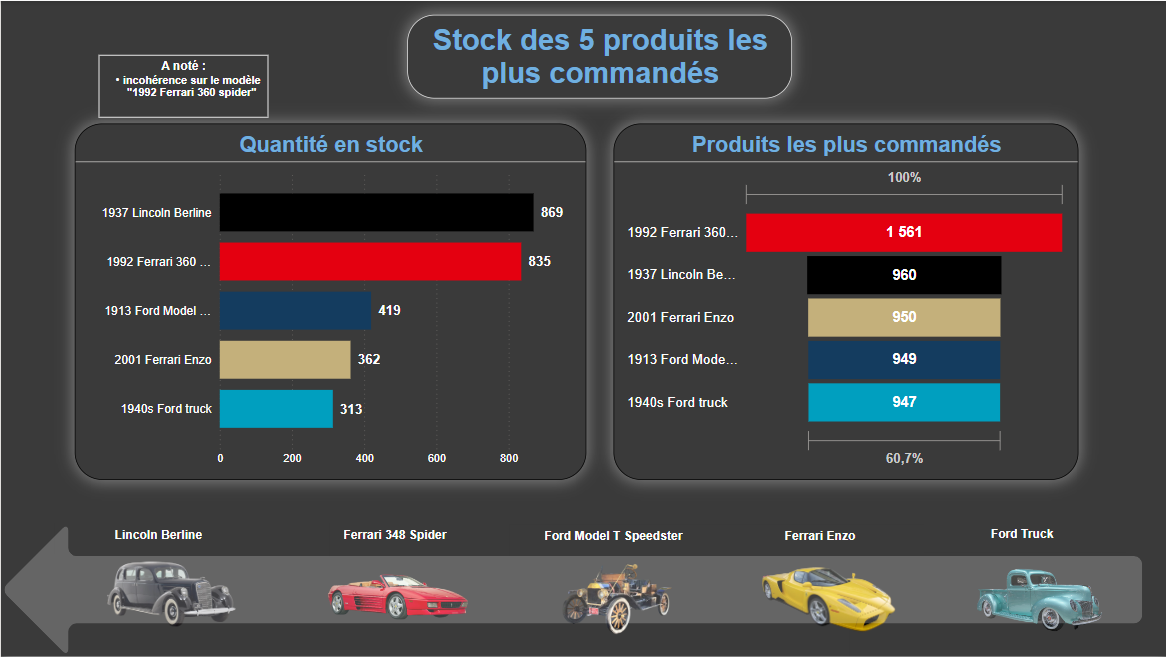 Stock des 5 produits les
plus commandés
A noté :
• incohérence sur le modèle
"1992 Ferrari 360 spider"
Quantité en stock
1937 Lincoln Berline
869
1992 Ferrari 360 ...
835
1913 Ford Model ...
419
2001 Ferrari Enzo
362
1940s Ford truck
313
0 200 400 600 800
Produits les plus commandés
100%
1992 Ferrari 360...
1 561
1937 Lincoln Be...
960
2001 Ferrari Enzo
950
1913 Ford Mode...
949
1940s Ford truck
947
60,7%
Lincoln Berline
Ferrari 348 Spider
Ford Model T Speedster
Ferrari Enzo
Ford Truck